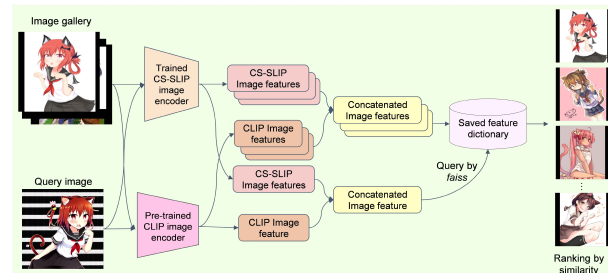 Image gallery
Trained
CS-SLIP
image
encoder
CS-SLIP
Image features
CLIP Image
features
Concatenated
Image features
Saved feature
dictionary
Query by
faiss
Query image
Pre-trained
CLIP image
encoder
CS-SLIP
Image features
CLIP Image
feature
Concatenated
Image feature
Ranking by
similarity